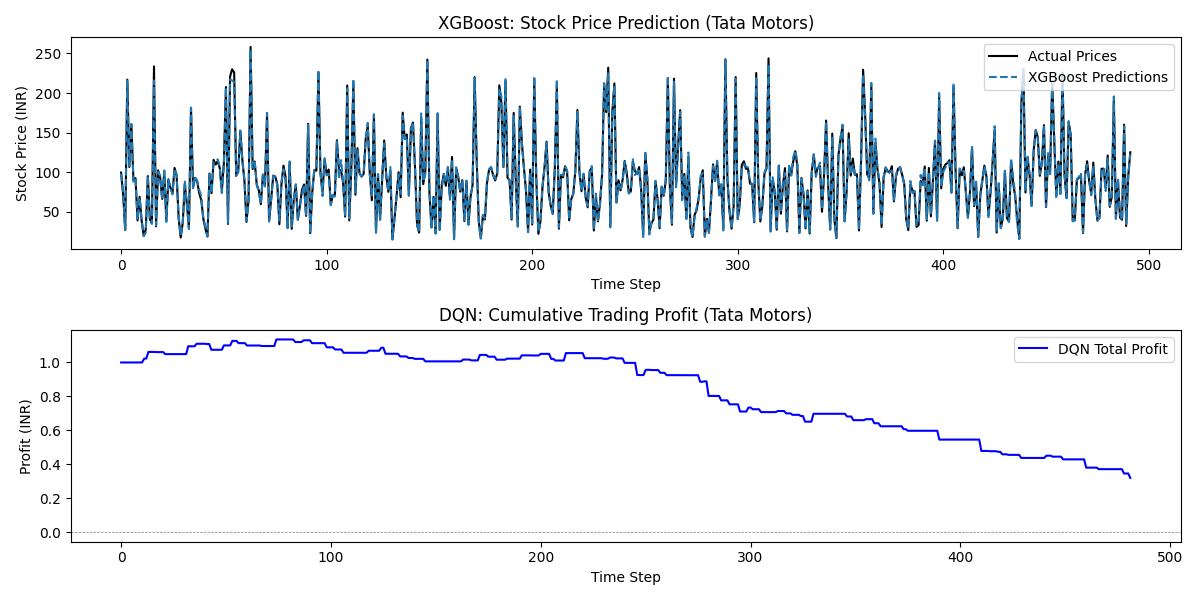 XGBoost: Stock Price Prediction (Tata Motors)
250
200
150
100
50
Stock Price (INR)
Actual Prices
XGBoost Predictions
0
100
200
300
400
500
Time Step
DQN: Cumulative Trading Profit (Tata Motors)
1.0
0.8
0.6
0.4
0.2
0.0
Profit (INR)
DQN Total Profit
0
100
200
300
400
500
Time Step